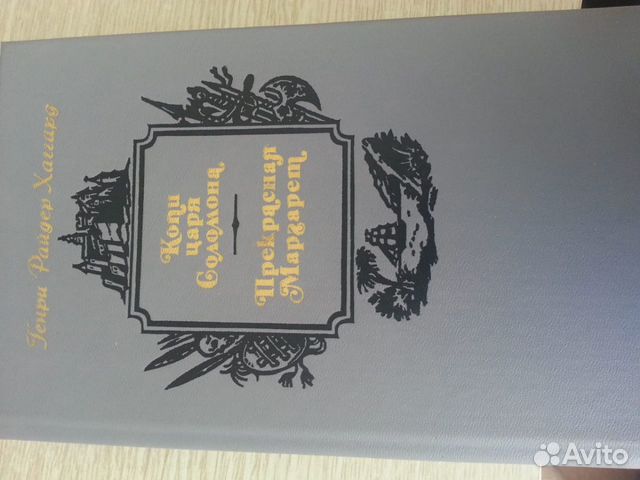 Генри Райдер Хаггард
Копи
царя
Соломона
Прекрасная
Маргарет
Avito